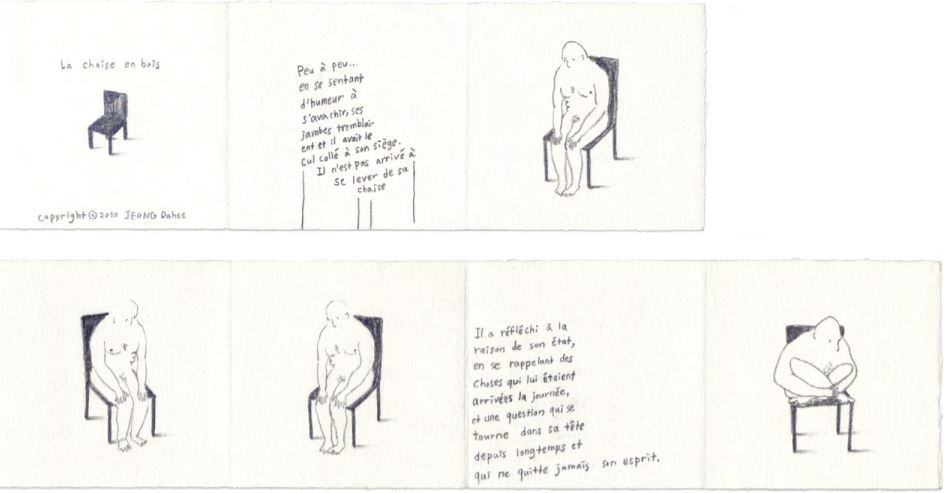 La chaise en bois
Copyright © 2010 JEONG Dahee
Peu à peu...
en se sentant
d'humeur à
s'avachir, ses
jambes tremblai-
ent et il avait le
cul collé à son siège.
Il n'est pas arrivé à
se lever de sa
chaise
Il a réfléchi à la
raison de son état,
en se rappelant des
choses qui lui étaient
arrivées la journée,
et une question qui se
tourne dans sa tête
depuis longtemps et
qui ne quitte jamais son esprit.